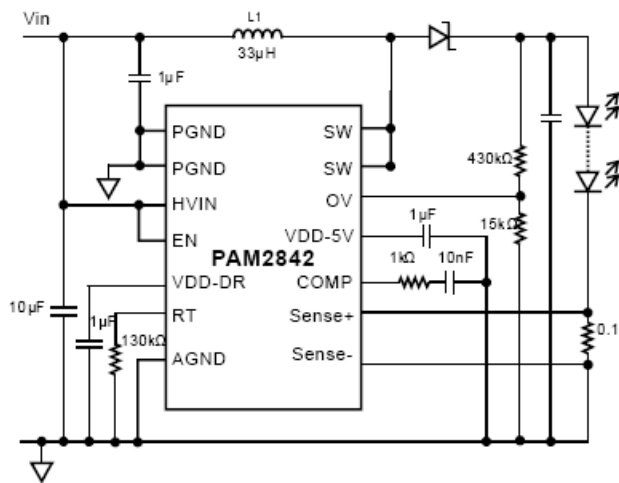 Vin
L1
33µH
1µF
PGND
SW
PGND
SW
430kΩ
HVIN
OV
1µF
15kΩ
EN
VDD-5V
PAM2842
1kΩ
10nF
VDD-DR
COMP
10µF
1µF
RT
Sense+
130kΩ
0.1
AGND
Sense-